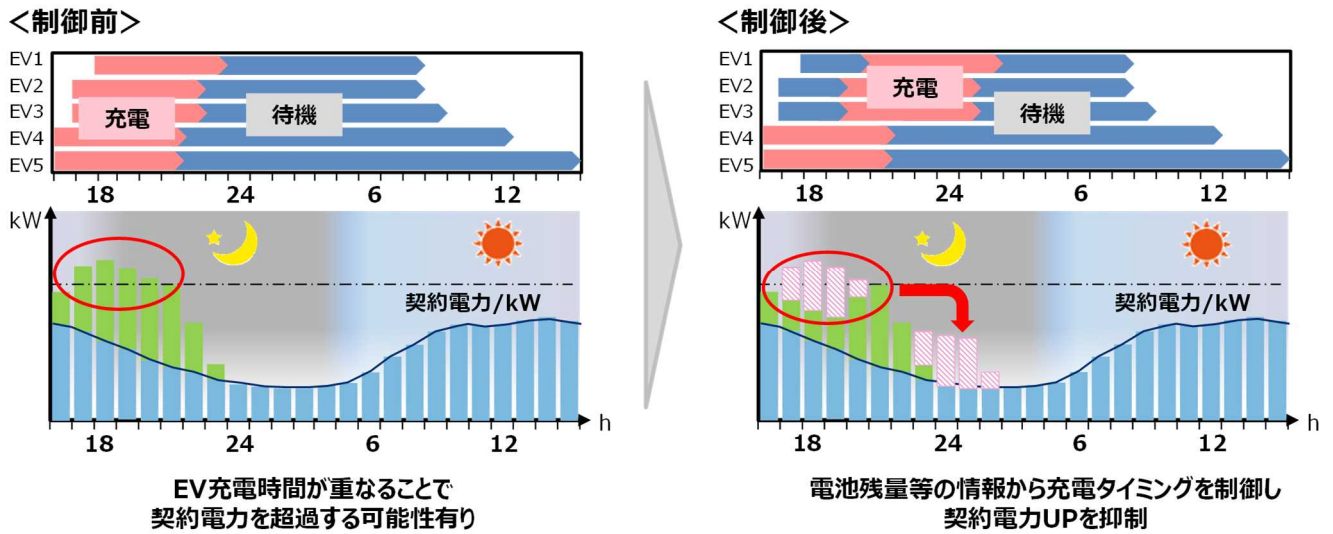 <制御前>
EV1
EV2
EV3
EV4
EV5
充電
待機
18 24 6 12
kW
契約電力/kW
h
18 24 6 12
EV充電時間が重なることで
契約電力を超過する可能性有り
<制御後>
EV1
EV2
EV3
EV4
EV5
充電
待機
18 24 6 12
kW
契約電力/kW
h
18 24 6 12
電池残量等の情報から充電タイミングを制御し
契約電力UPを抑制